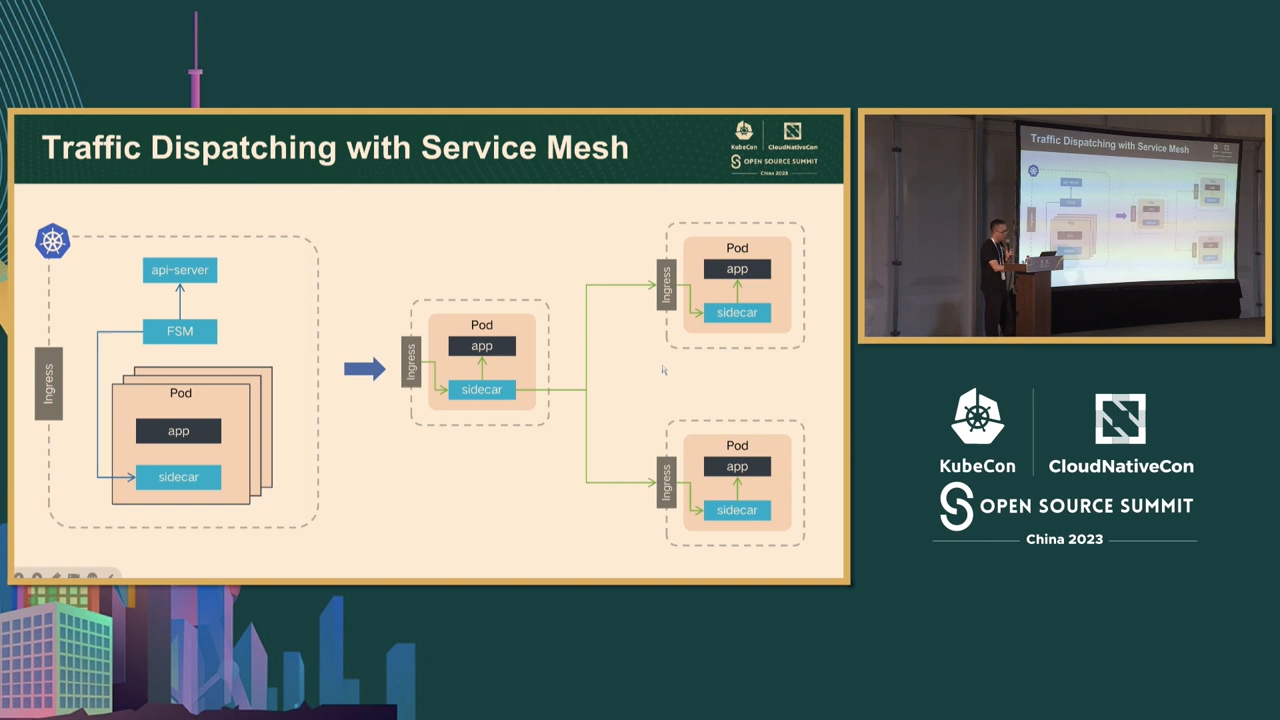 Traffic Dispatching with Service Mesh
KubeCon
CloudNativeCon
OPEN SOURCE SUMMIT
China 2023
api-server
FSM
Ingress
Pod
app
sidecar
Ingress
Pod
app
sidecar
Ingress
Pod
app
sidecar
Ingress
Pod
app
sidecar
Traffic Dispatching with Service Mesh
KubeCon
CloudNativeCon
OPEN SOURCE SUMMIT
China 2023